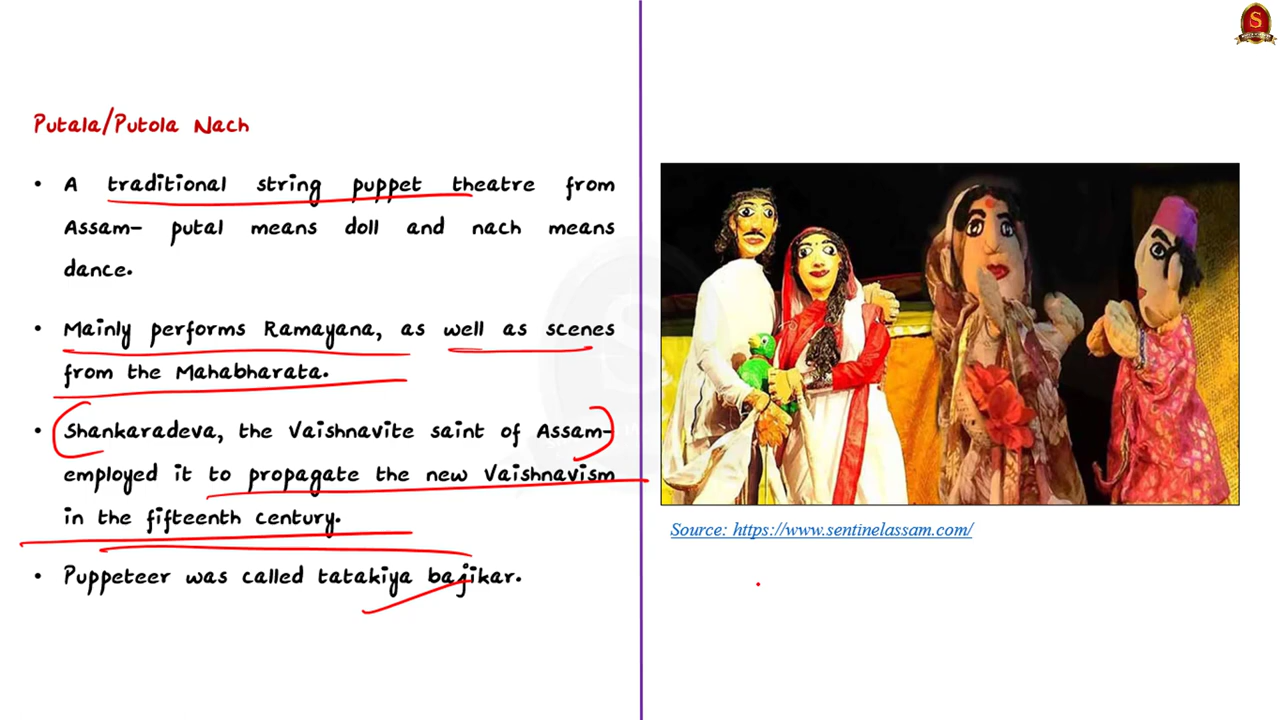 Putala/Putola Nach
• A traditional string puppet theatre from
Assam- putal means doll and nach means
dance.
• Mainly performs Ramayana, as well as scenes
from the Mahabharata.
• Shankaradeva, the Vaishnavite saint of Assam-
employed it to propagate the new Vaishnavism
in the fifteenth century.
• Puppeteer was called tatakiya bajikar.
Source: https://www.sentinelassam.com/
S